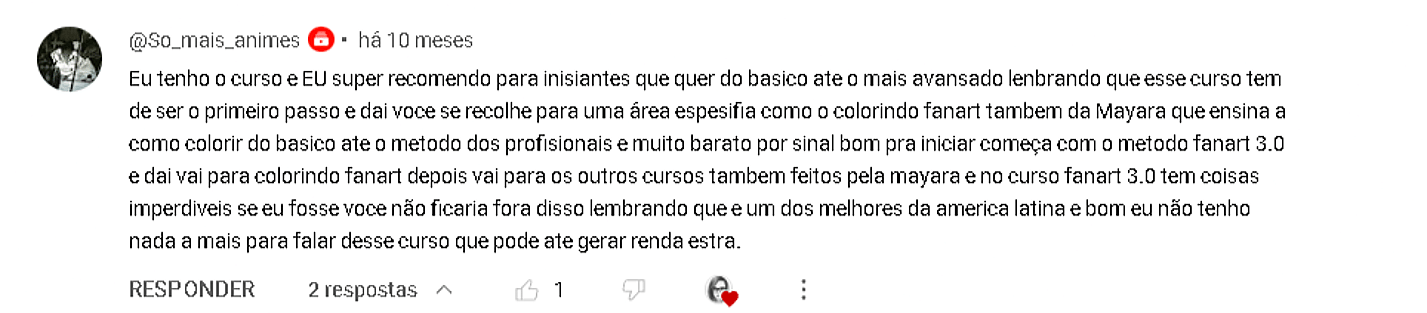 @So_mais_animes • há 10 meses
Eu tenho o curso e EU super recomendo para inisiantes que quer do basico ate o mais avansado lenbrando que esse curso tem
de ser o primeiro passo e dai voce se recolhe para uma área espesifia como o colorindo fanart tambem da Mayara que ensina a
como colorir do basico ate o metodo dos profisionais e muito barato por sinal bom pra iniciar começa com o metodo fanart 3.0
e dai vai para colorindo fanart depois vai para os outros cursos tambem feitos pela mayara e no curso fanart 3.0 tem coisas
imperdiveis se eu fosse voce não ficaria fora disso lembrando que e um dos melhores da america latina e bom eu não tenho
nada a mais para falar desse curso que pode ate gerar renda estra.
RESPONDER 2 respostas 1